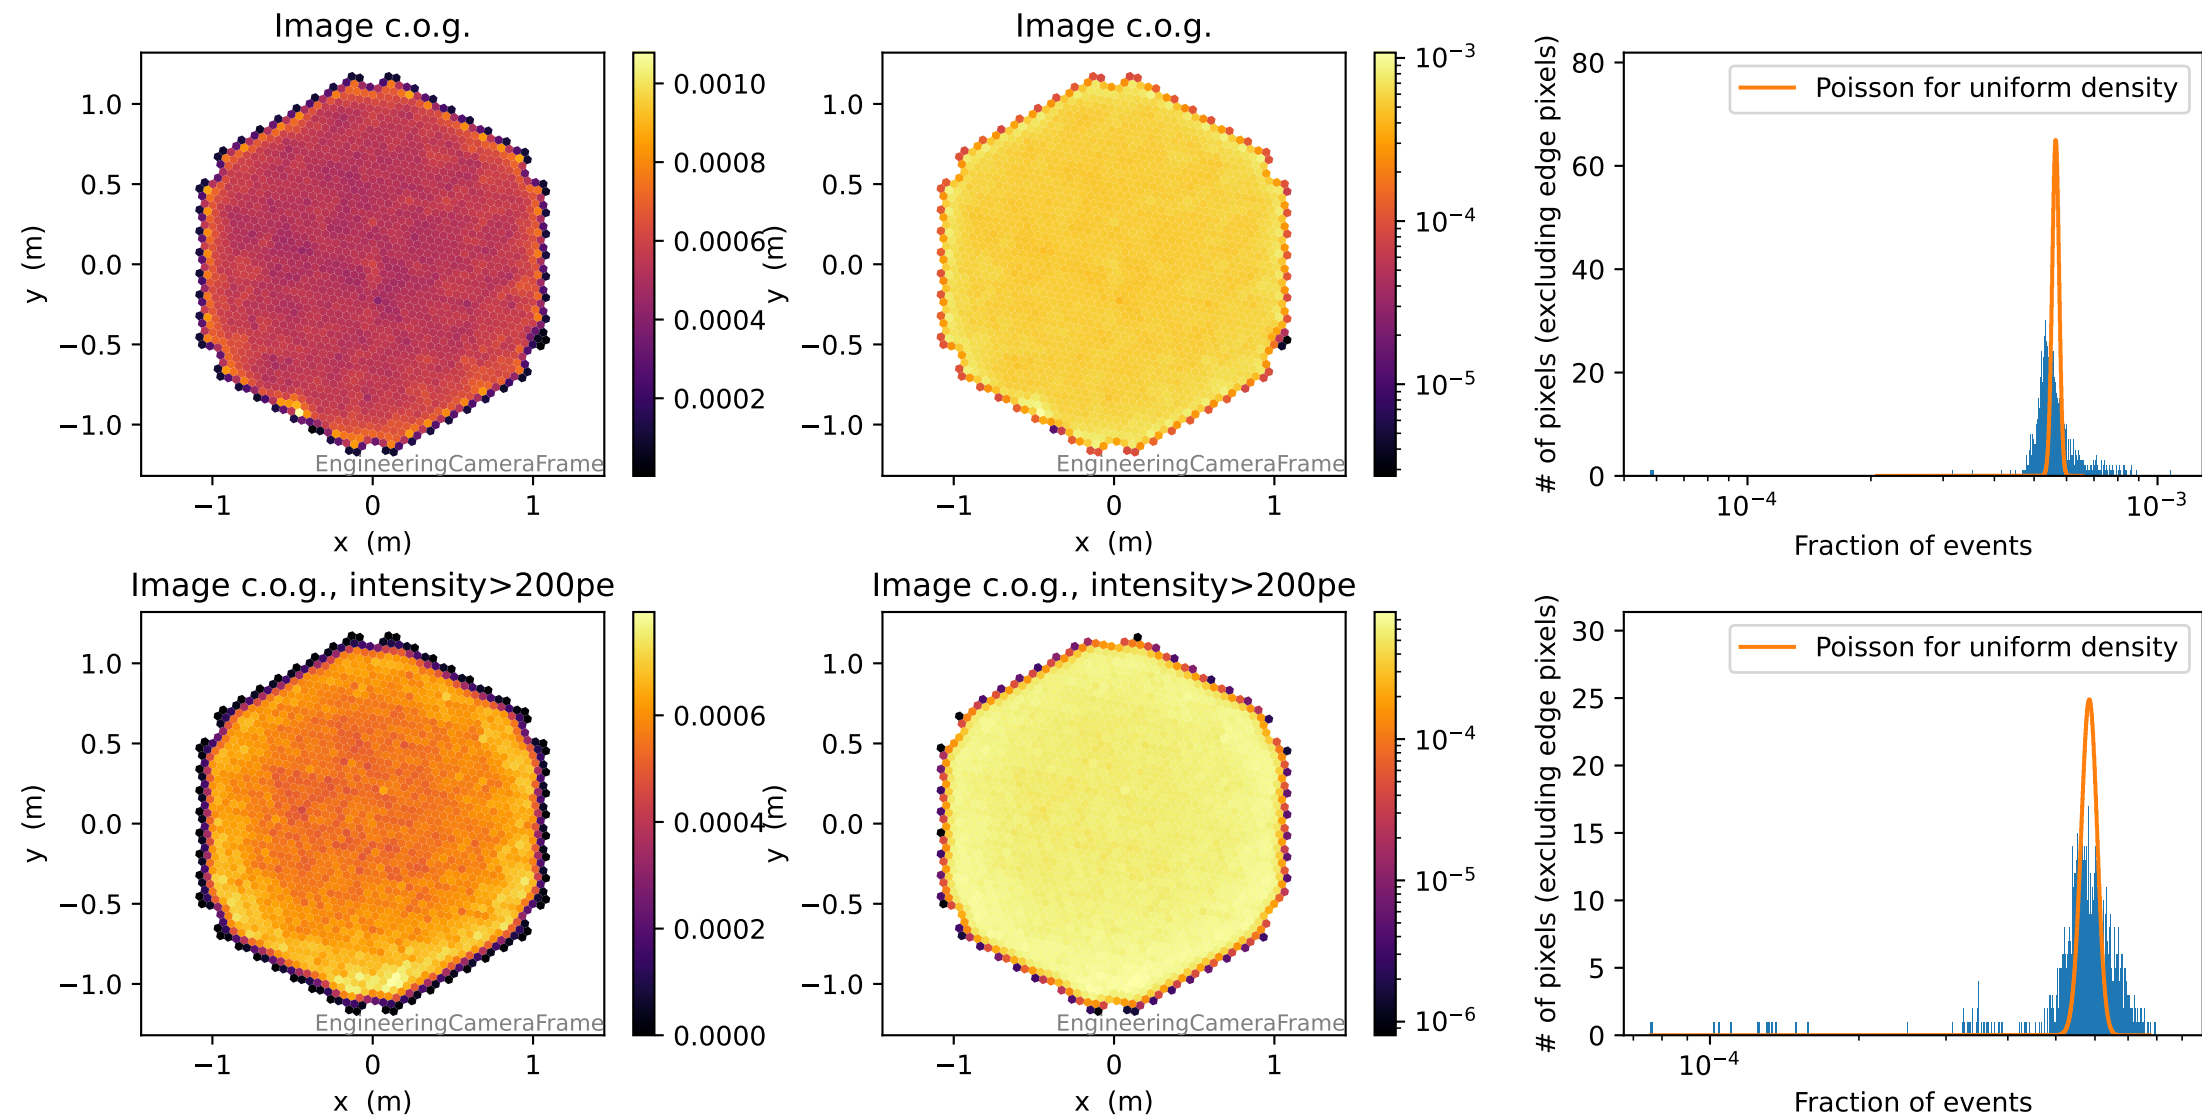 Image c.o.g.
1.0
0.5
0.0
−0.5
−1.0
y (m)
−1
0
1
x (m)
EngineeringCameraFrame
0.0010
0.0008
0.0006
0.0004
0.0002
Image c.o.g.
1.0
0.5
0.0
−0.5
−1.0
y (m)
−1
0
1
x (m)
EngineeringCameraFrame
10⁻³
10⁻⁴
10⁻⁵
80
60
40
20
0
# of pixels (excluding edge pixels)
Poisson for uniform density
10⁻⁴
10⁻³
Fraction of events
Image c.o.g., intensity>200pe
1.0
0.5
0.0
−0.5
−1.0
y (m)
−1
0
1
x (m)
EngineeringCameraFrame
0.0006
0.0004
0.0002
0.0000
Image c.o.g., intensity>200pe
1.0
0.5
0.0
−0.5
−1.0
y (m)
−1
0
1
x (m)
EngineeringCameraFrame
10⁻⁴
10⁻⁵
10⁻⁶
30
25
20
15
10
5
0
# of pixels (excluding edge pixels)
Poisson for uniform density
10⁻⁴
Fraction of events